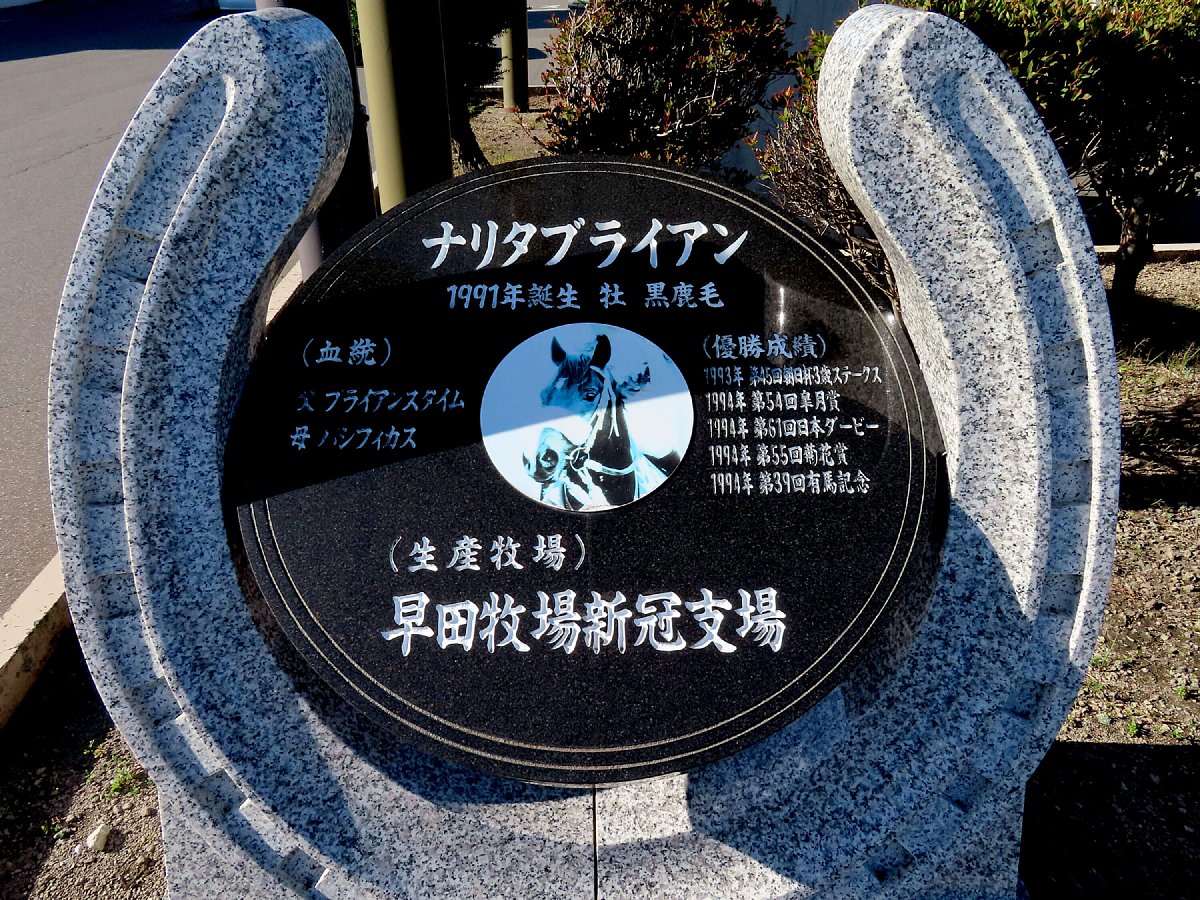 ナリタブライアン
1991年誕生 牡 黒鹿毛
(血統)
父 ブライアンスタイム
母 パシフィカス
(優勝成績)
1993年 第45回朝日杯3歳ステークス
1994年 第54回皐月賞
1994年 第61回日本ダービー
1994年 第55回菊花賞
1994年 第39回有馬記念
(生産牧場)
早田牧場新冠支場